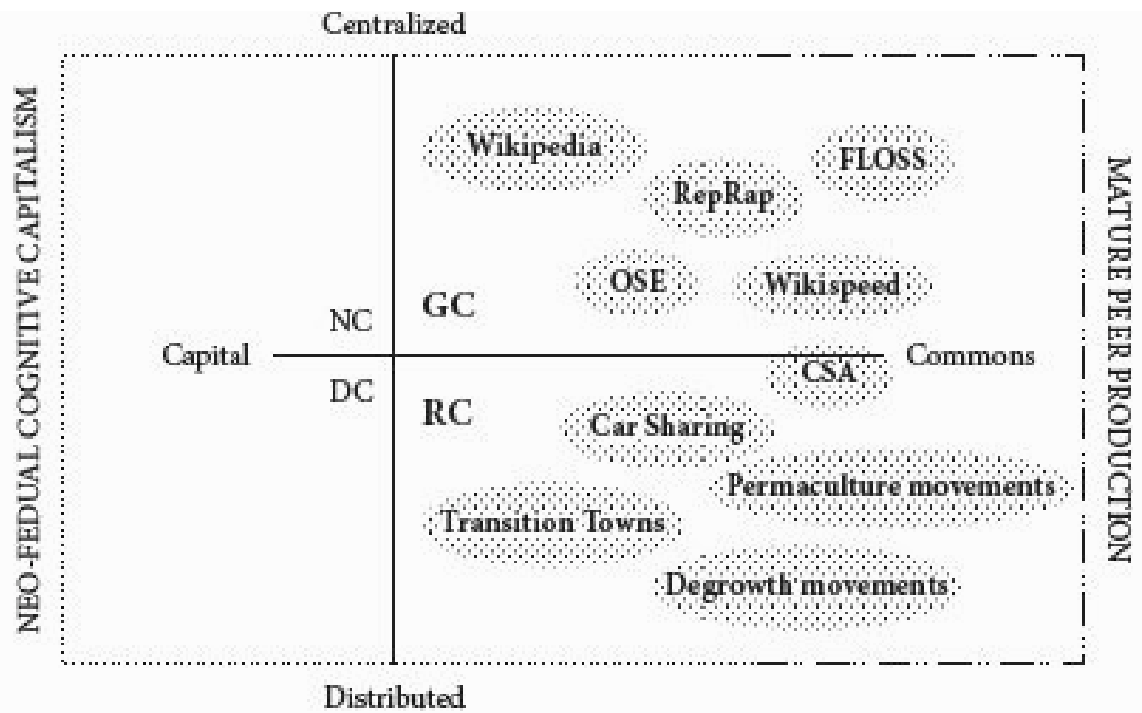 Centralized
NEO-FEDUAL COGNITIVE CAPITALISM
MATURE PEER PRODUCTION
Wikipedia
FLOSS
RepRap
OSE
Wikispeed
NC
GC
Capital
Commons
CSA
DC
RC
Car Sharing
Permaculture movements
Transition Towns
Degrowth movements
Distributed